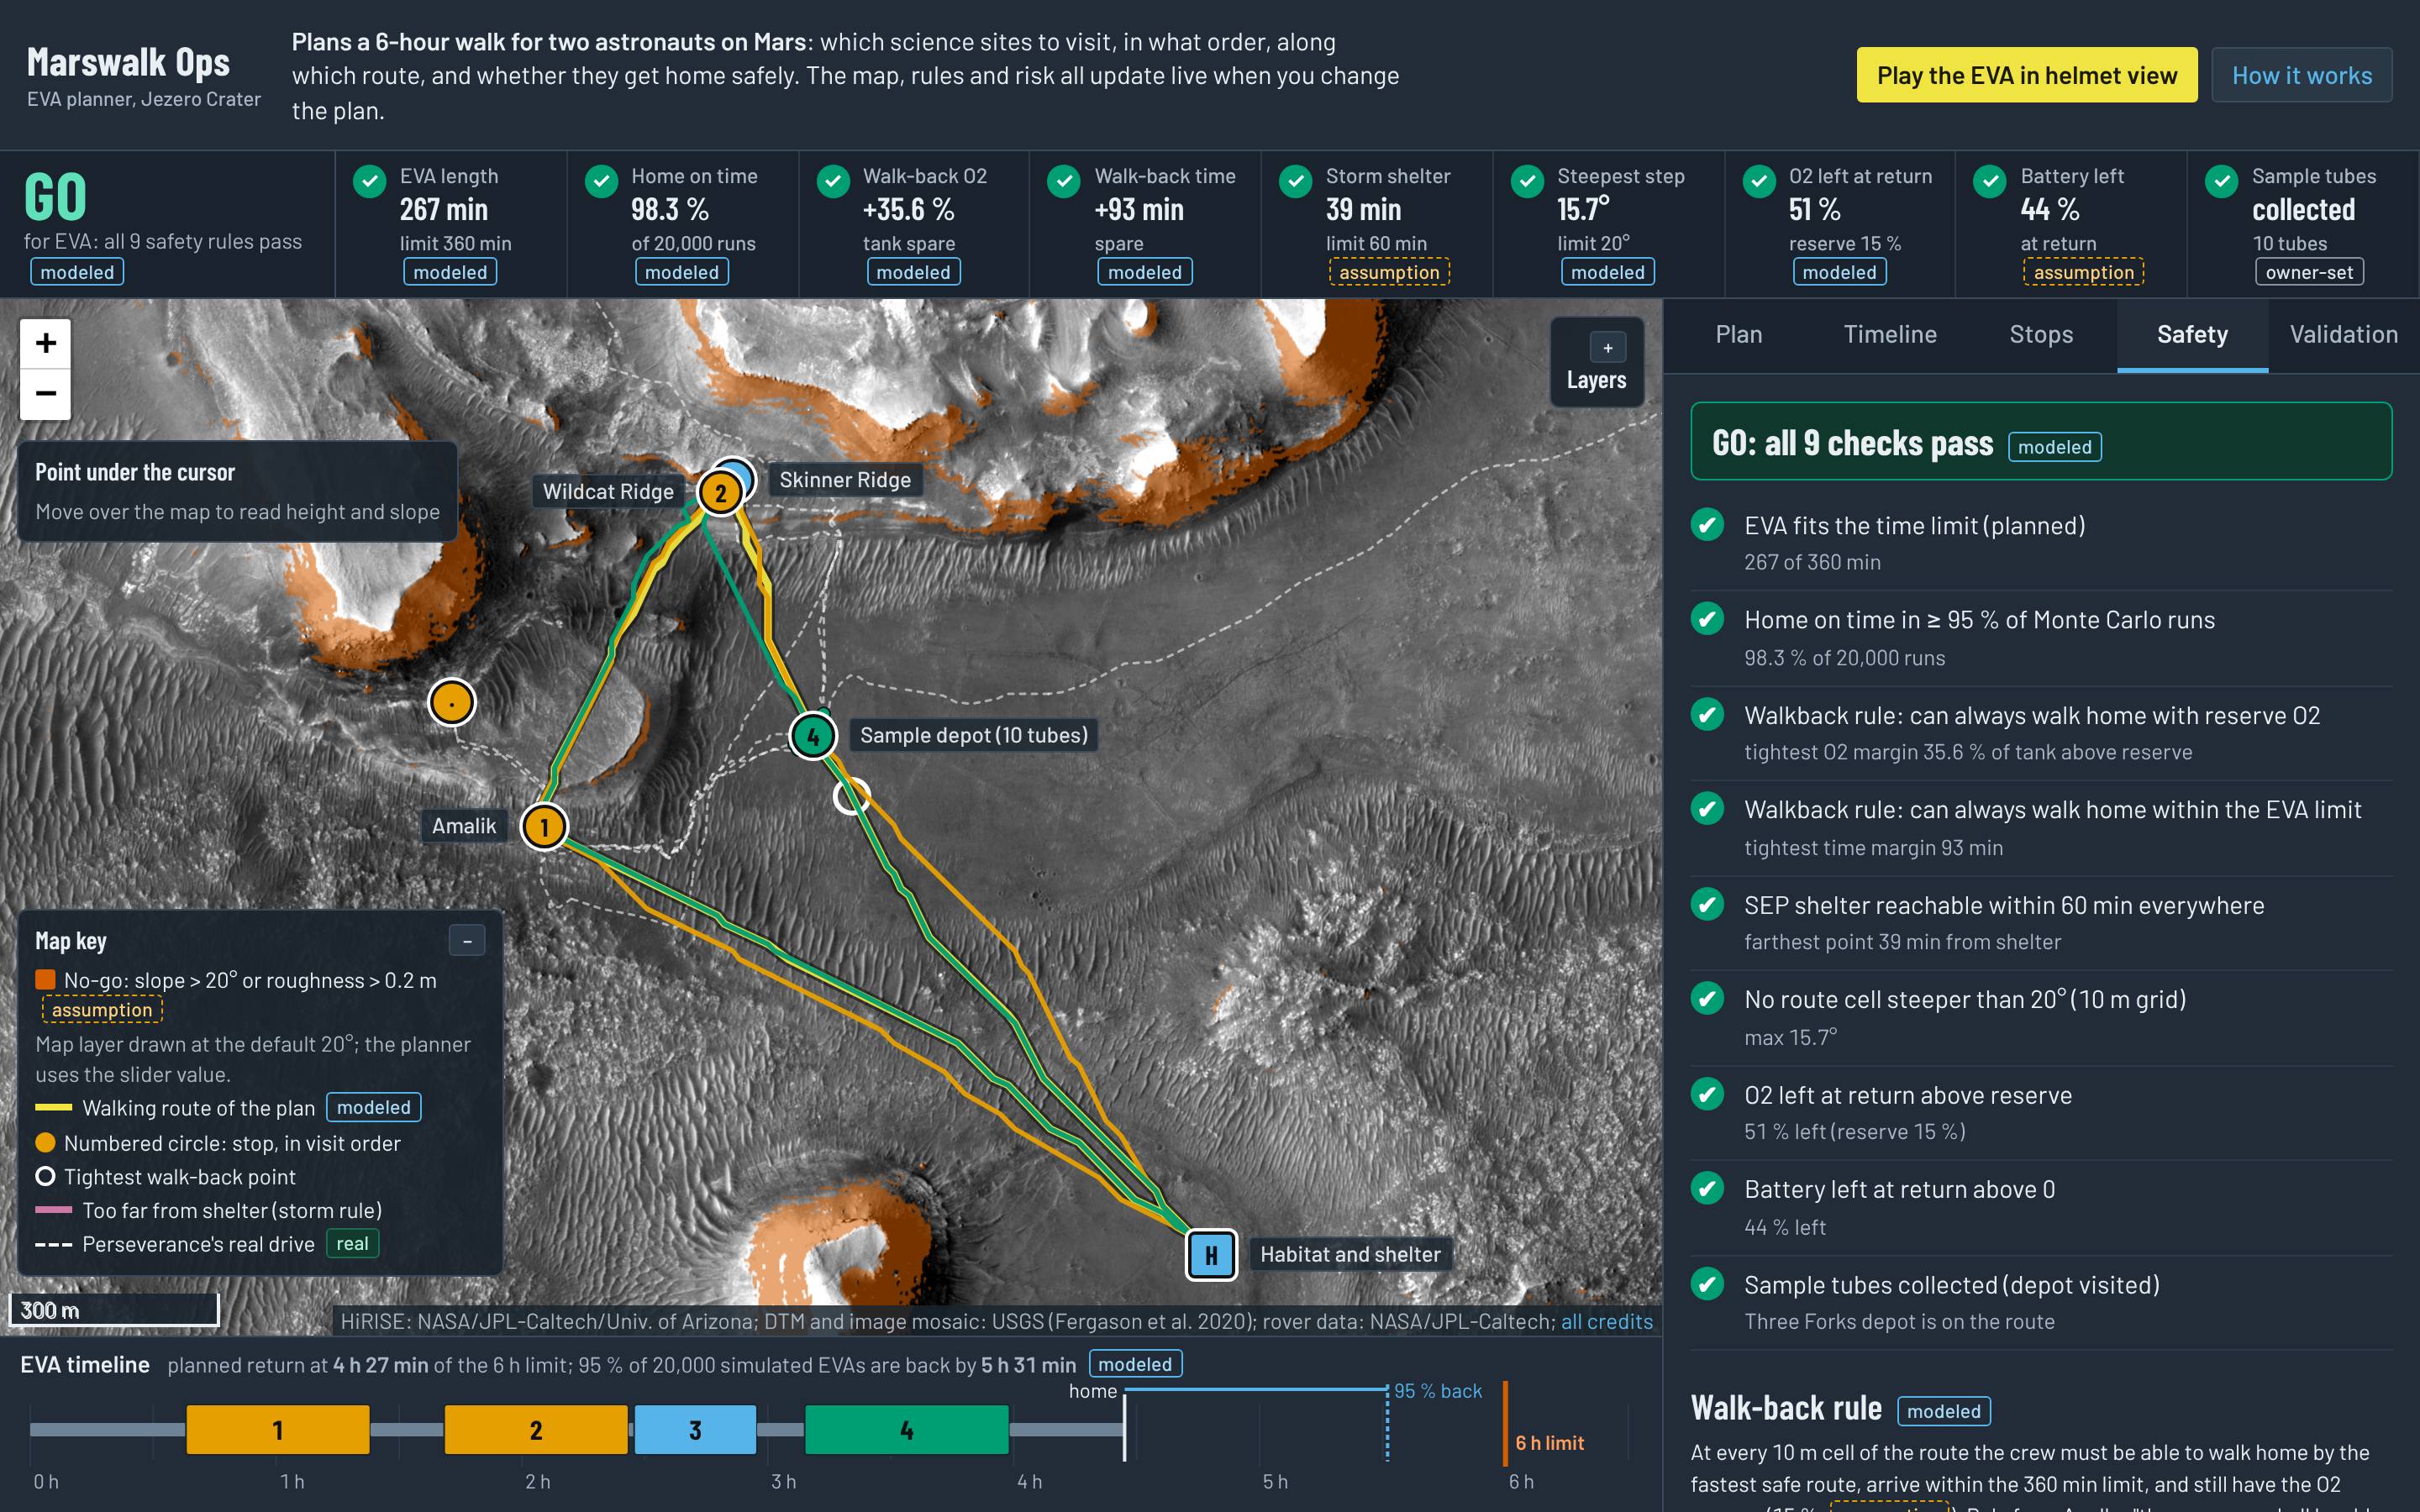 Marswalk Ops
EVA planner, Jezero Crater
Plans a 6-hour walk for two astronauts on Mars: which science sites to visit, in what order, along
which route, and whether they get home safely. The map, rules and risk all update live when you change
the plan.
Play the EVA in helmet view
How it works
GO
for EVA: all 9 safety rules pass
modeled
EVA length
267 min
limit 360 min
modeled
Home on time
98.3 %
of 20,000 runs
modeled
Walk-back O2
+35.6 %
tank spare
modeled
Walk-back time
+93 min
spare
modeled
Storm shelter
39 min
limit 60 min
assumption
Steepest step
15.7°
limit 20°
modeled
O2 left at return
51 %
reserve 15 %
modeled
Battery left
44 %
at return
assumption
Sample tubes
collected
10 tubes
owner-set
+
−
Point under the cursor
Move over the map to read height and slope
+
Layers
Wildcat Ridge
2
Skinner Ridge
4
Sample depot (10 tubes)
Amalik
1
H
Habitat and shelter
Map key
–
No-go: slope > 20° or roughness > 0.2 m
assumption
Map layer drawn at the default 20°; the planner
uses the slider value.
Walking route of the plan modeled
Numbered circle: stop, in visit order
Tightest walk-back point
Too far from shelter (storm rule)
Perseverance's real drive real
300 m
HiRISE: NASA/JPL-Caltech/Univ. of Arizona; DTM and image mosaic: USGS (Fergason et al. 2020); rover data: NASA/JPL-Caltech; all credits
EVA timeline planned return at 4 h 27 min of the 6 h limit; 95 % of 20,000 simulated EVAs are back by 5 h 31 min modeled
home
95 % back
1
2
3
4
6 h limit
0 h
1 h
2 h
3 h
4 h
5 h
6 h
Plan
Timeline
Stops
Safety
Validation
GO: all 9 checks pass modeled
EVA fits the time limit (planned)
267 of 360 min
Home on time in ≥ 95 % of Monte Carlo runs
98.3 % of 20,000 runs
Walkback rule: can always walk home with reserve O2
tightest O2 margin 35.6 % of tank above reserve
Walkback rule: can always walk home within the EVA limit
tightest time margin 93 min
SEP shelter reachable within 60 min everywhere
farthest point 39 min from shelter
No route cell steeper than 20° (10 m grid)
max 15.7°
O2 left at return above reserve
51 % left (reserve 15 %)
Battery left at return above 0
44 % left
Sample tubes collected (depot visited)
Three Forks depot is on the route
Walk-back rule modeled
At every 10 m cell of the route the crew must be able to walk home by the
fastest safe route, arrive within the 360 min limit, and still have the O2